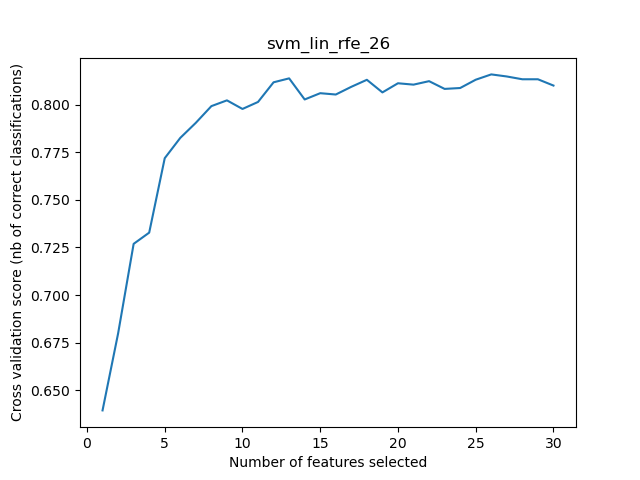 svm_lin_rfe_26
Cross validation score (nb of correct classifications)
0.800
0.775
0.750
0.725
0.700
0.675
0.650
0 5 10 15 20 25 30
Number of features selected